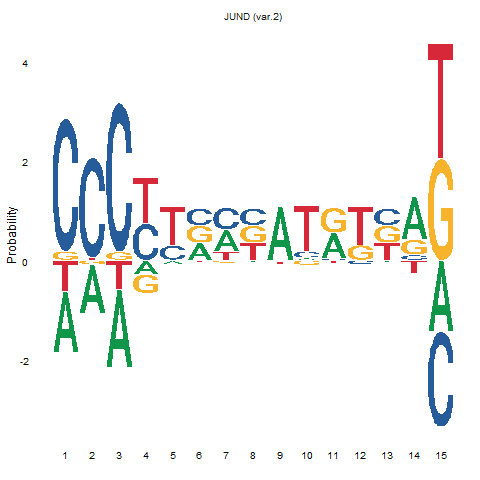 JUND (var.2)
Probability
4
2
0
-2
T
C C C T T G C C A T G T C A G
T A A C G C G A G A G G G A
T A T A A T A T G C
1 2 3 4 5 6 7 8 9 10 11 12 13 14 15